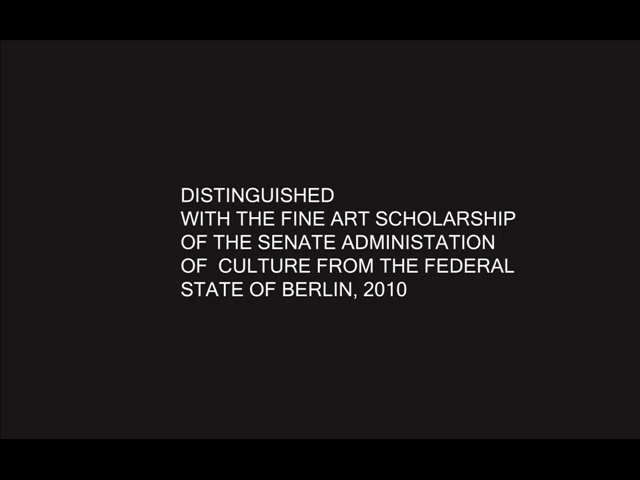 DISTINGUISHED
WITH THE FINE ART SCHOLARSHIP
OF THE SENATE ADMINISTATION
OF  CULTURE FROM THE FEDERAL
STATE OF BERLIN, 2010